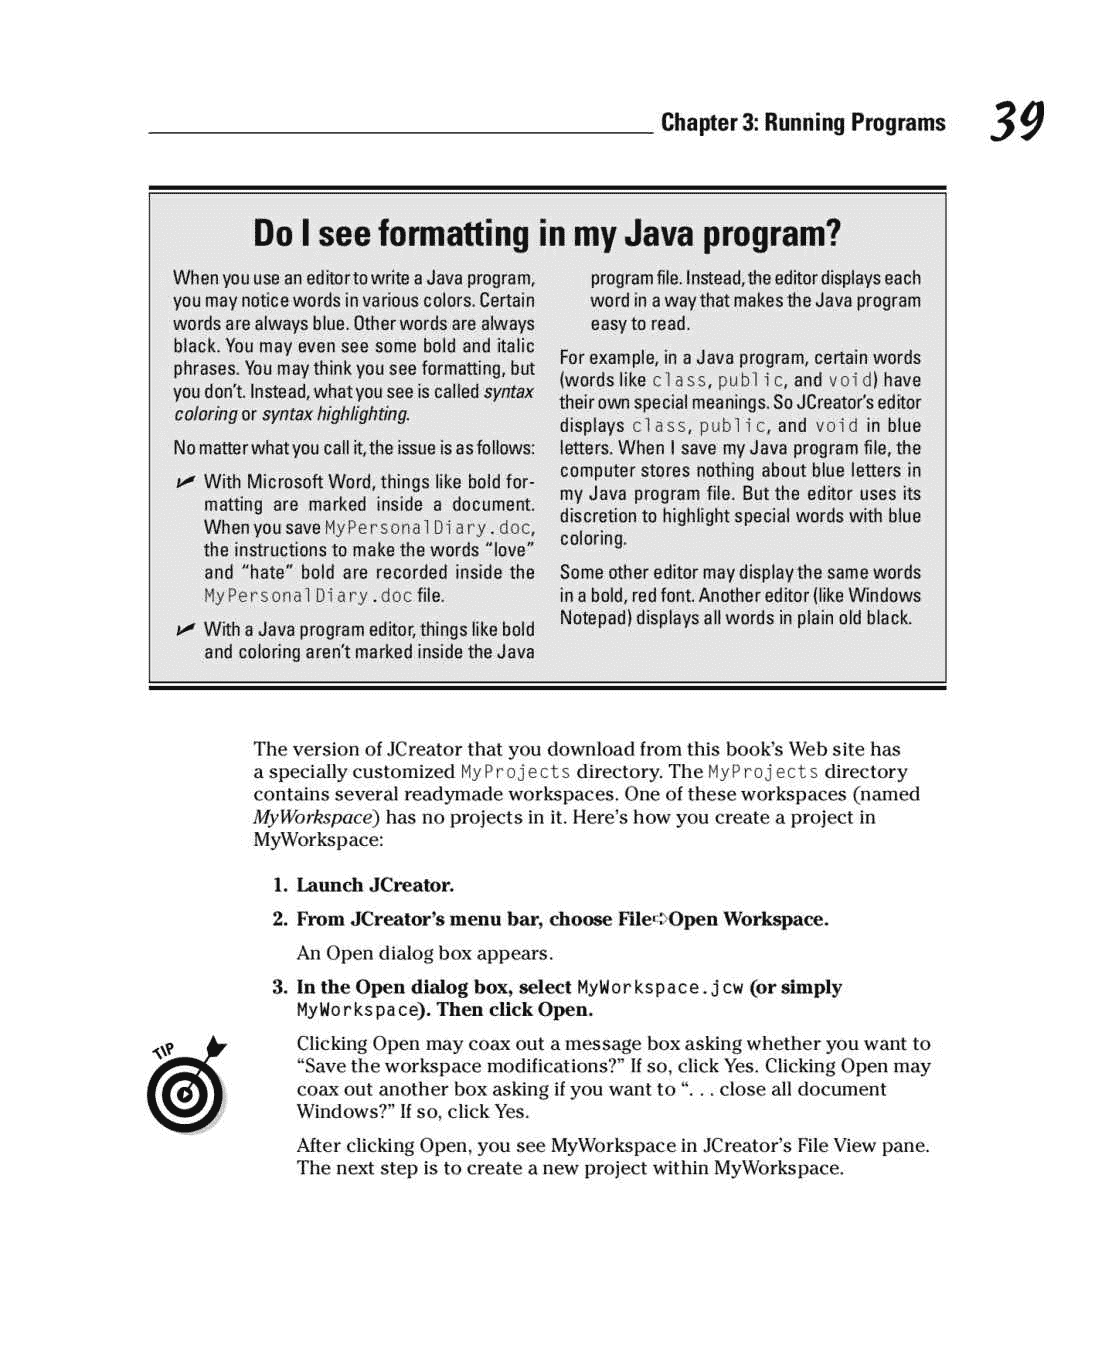 Chapter 3: Running Programs 39
Do I see formatting in my Java program?
When you use an editor to write a Java program,
you may notice words in various colors. Certain
words are always blue. Other words are always
black. You may even see some bold and italic
phrases. You may think you see formatting, but
you don’t. Instead, what you see is called syntax
coloring or syntax highlighting.
No matter what you call it, the issue is as follows:
✓ With Microsoft Word, things like bold for-
matting are marked inside a document.
When you save MyPersonalDiary.doc,
the instructions to make the words “love”
and “hate” bold are recorded inside the
MyPersonalDiary.doc file.
✓ With a Java program editor, things like bold
and coloring aren’t marked inside the Java
program file. Instead, the editor displays each
word in a way that makes the Java program
easy to read.
For example, in a Java program, certain words
(words like class, public, and void) have
their own special meanings. So JCreator’s editor
displays class, public, and void in blue
letters. When I save my Java program file, the
computer stores nothing about blue letters in
my Java program file. But the editor uses its
discretion to highlight special words with blue
coloring.
Some other editor may display the same words
in a bold, red font. Another editor (like Windows
Notepad) displays all words in plain old black.
The version of JCreator that you download from this book’s Web site has
a specially customized MyProjects directory. The MyProjects directory
contains several readymade workspaces. One of these workspaces (named
MyWorkspace) has no projects in it. Here’s how you create a project in
MyWorkspace:
1. Launch JCreator.
2. From JCreator’s menu bar, choose File➪Open Workspace.
An Open dialog box appears.
3. In the Open dialog box, select MyWorkspace.jcw (or simply
MyWorkspace). Then click Open.
TIP
Clicking Open may coax out a message box asking whether you want to
“Save the workspace modifications?” If so, click Yes. Clicking Open may
coax out another box asking if you want to “. . . close all document
Windows?” If so, click Yes.
After clicking Open, you see MyWorkspace in JCreator’s File View pane.
The next step is to create a new project within MyWorkspace.